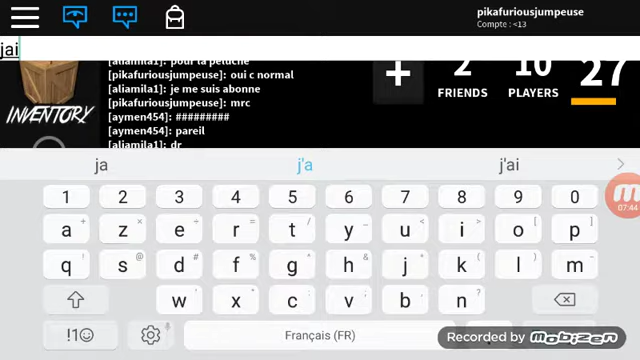 pikafuriousjumpeuse
Compte : <13
jai
[aliamila1]: pour la peluche
[pikafuriousjumpeuse]: oui c normal
[aliamila1]: je me suis abonne
[pikafuriousjumpeuse]: mrc
[aymen454]: #########
[aymen454]: pareil
[aliamila1]: dr
INVENTORY
+
2 10 27
FRIENDS PLAYERS
ja j'a j'ai
1 2 3 4 5 6 7 8 9 0
a z e r t y u i o p
q s d f g h j k l m
w x c v b n
!1☺ Français (FR)
07:44
Recorded by Mobizen